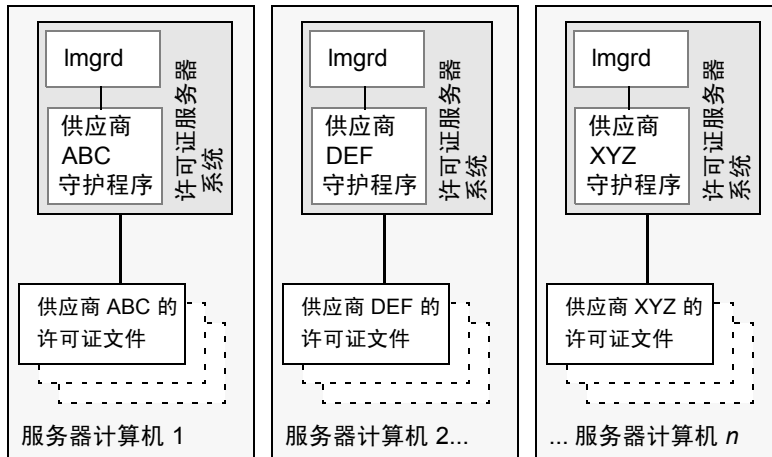 lmgrd
供应商
ABC
守护程序
许可证服务器
系统
供应商 ABC 的
许可证文件
服务器计算机 1
lmgrd
供应商
DEF
守护程序
许可证服务器
系统
供应商 DEF 的
许可证文件
服务器计算机 2...
lmgrd
供应商
XYZ
守护程序
许可证服务器
系统
供应商 XYZ 的
许可证文件
... 服务器计算机 n